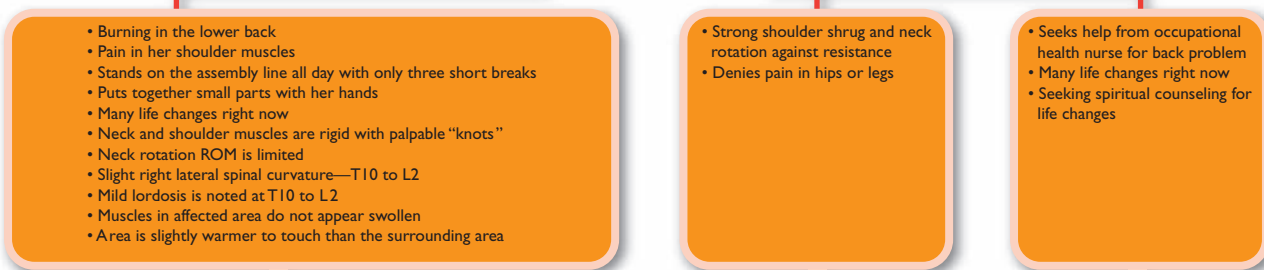 • Burning in the lower back
• Pain in her shoulder muscles
• Stands on the assembly line all day with only three short breaks
• Puts together small parts with her hands
• Many life changes right now
• Neck and shoulder muscles are rigid with palpable “knots”
• Neck rotation ROM is limited
• Slight right lateral spinal curvature—T10 to L2
• Mild lordosis is noted at T10 to L2
• Muscles in affected area do not appear swollen
• Area is slightly warmer to touch than the surrounding area
• Strong shoulder shrug and neck
rotation against resistance
• Denies pain in hips or legs
• Seeks help from occupational
health nurse for back problem
• Many life changes right now
• Seeking spiritual counseling for
life changes